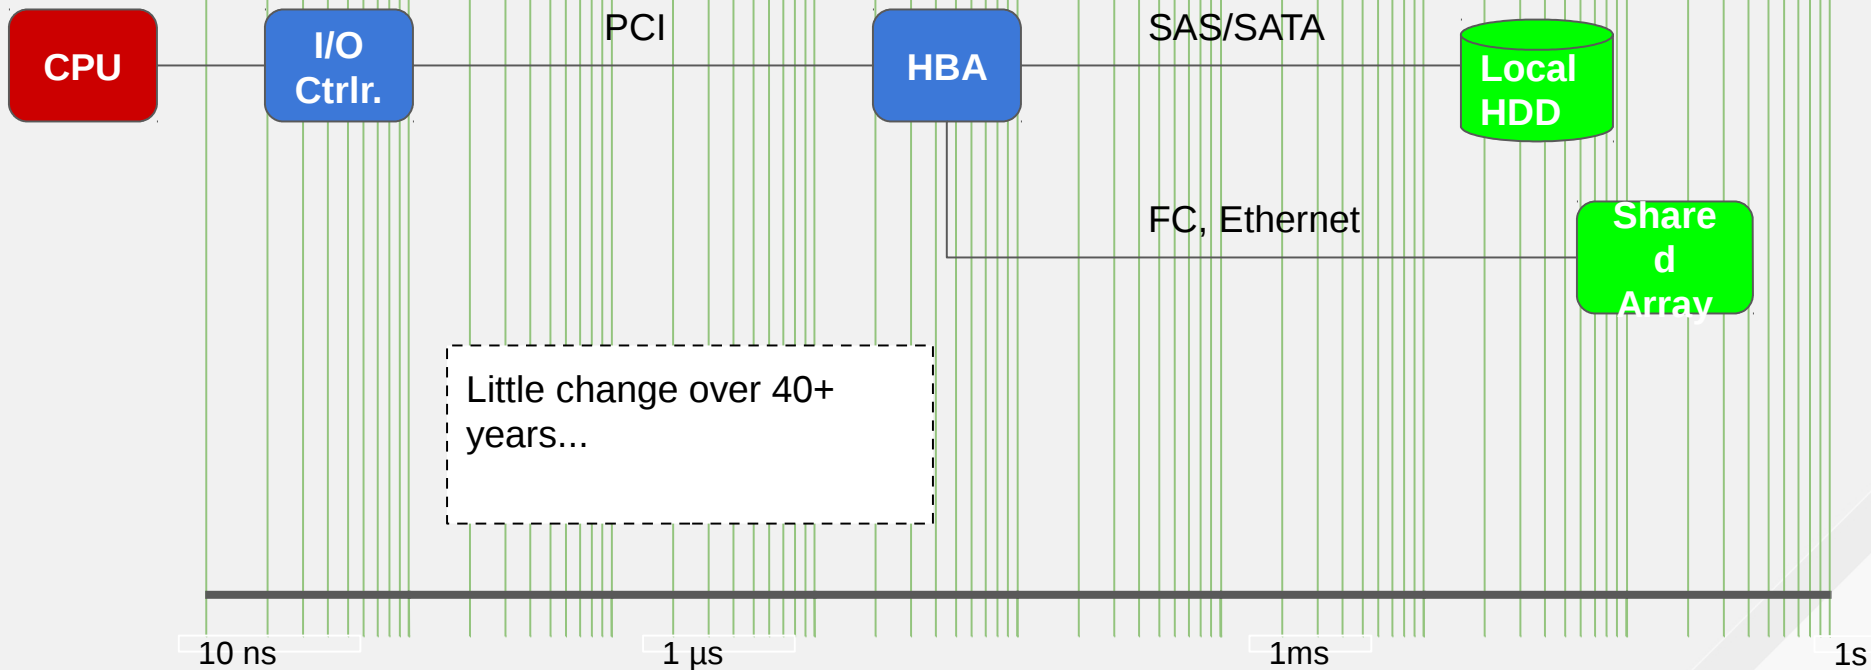 CPU
I/O
Ctrlr.
PCI
HBA
SAS/SATA
Local
HDD
FC, Ethernet
Share
d
Array
Little change over 40+
years...
10 ns
1 µs
1ms
1s